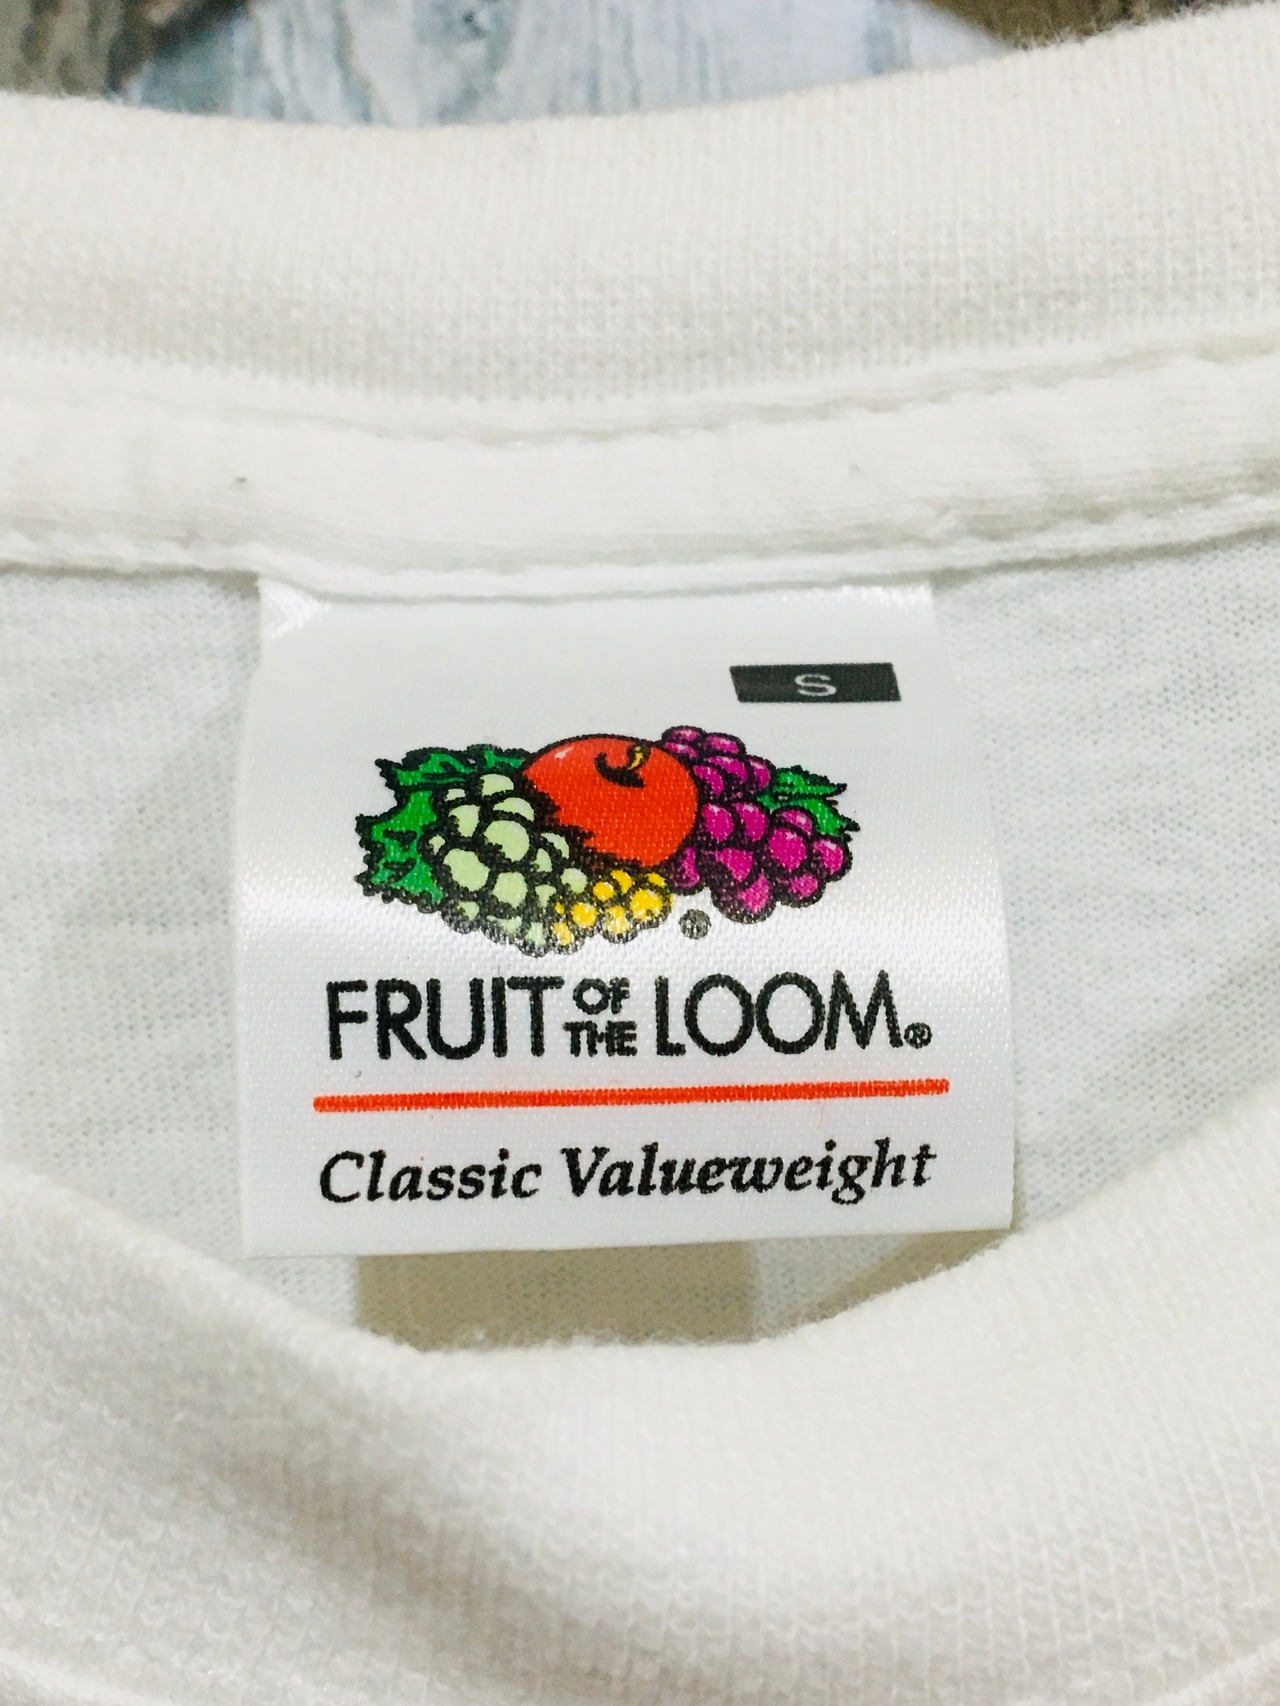 S
®
FRUIT OF THE LOOM®
Classic Valueweight